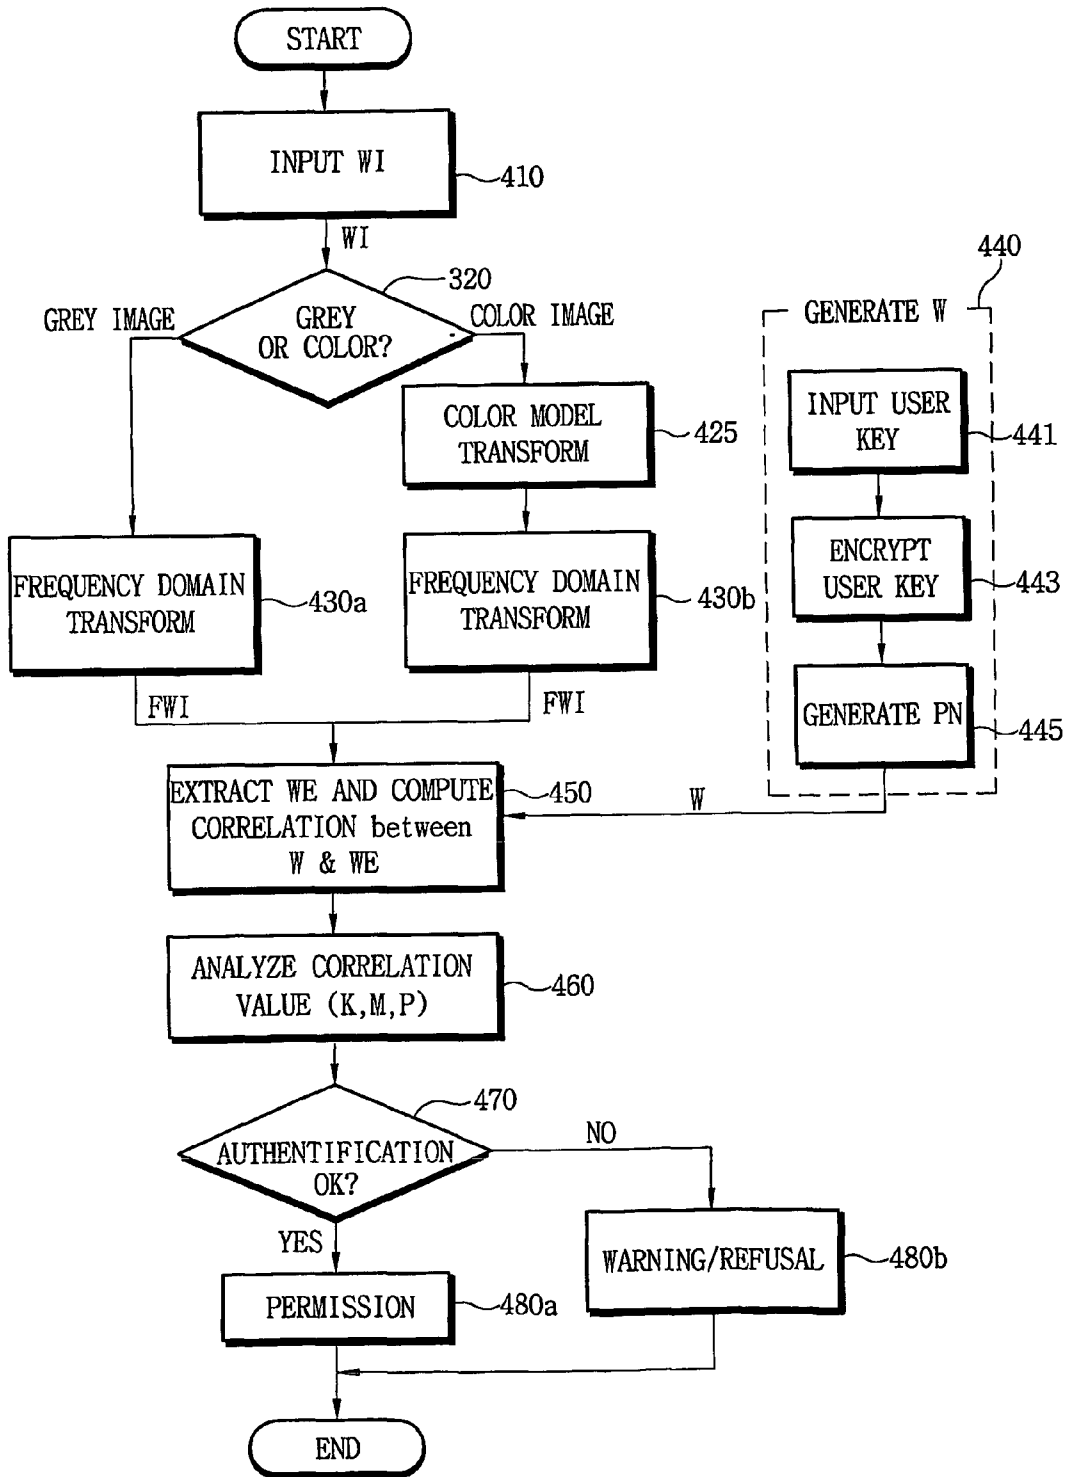 START
INPUT WI
410
WI
320
GREY IMAGE
GREY
OR COLOR?
COLOR IMAGE
COLOR MODEL
TRANSFORM
425
FREQUENCY DOMAIN
TRANSFORM
430a
FREQUENCY DOMAIN
TRANSFORM
430b
FWI
FWI
440
GENERATE W
INPUT USER
KEY
441
ENCRYPT
USER KEY
443
GENERATE PN
445
W
EXTRACT WE AND COMPUTE
CORRELATION between
W & WE
450
ANALYZE CORRELATION
VALUE (K,M,P)
460
470
AUTHENTIFICATION
OK?
NO
YES
WARNING/REFUSAL
480b
PERMISSION
480a
END